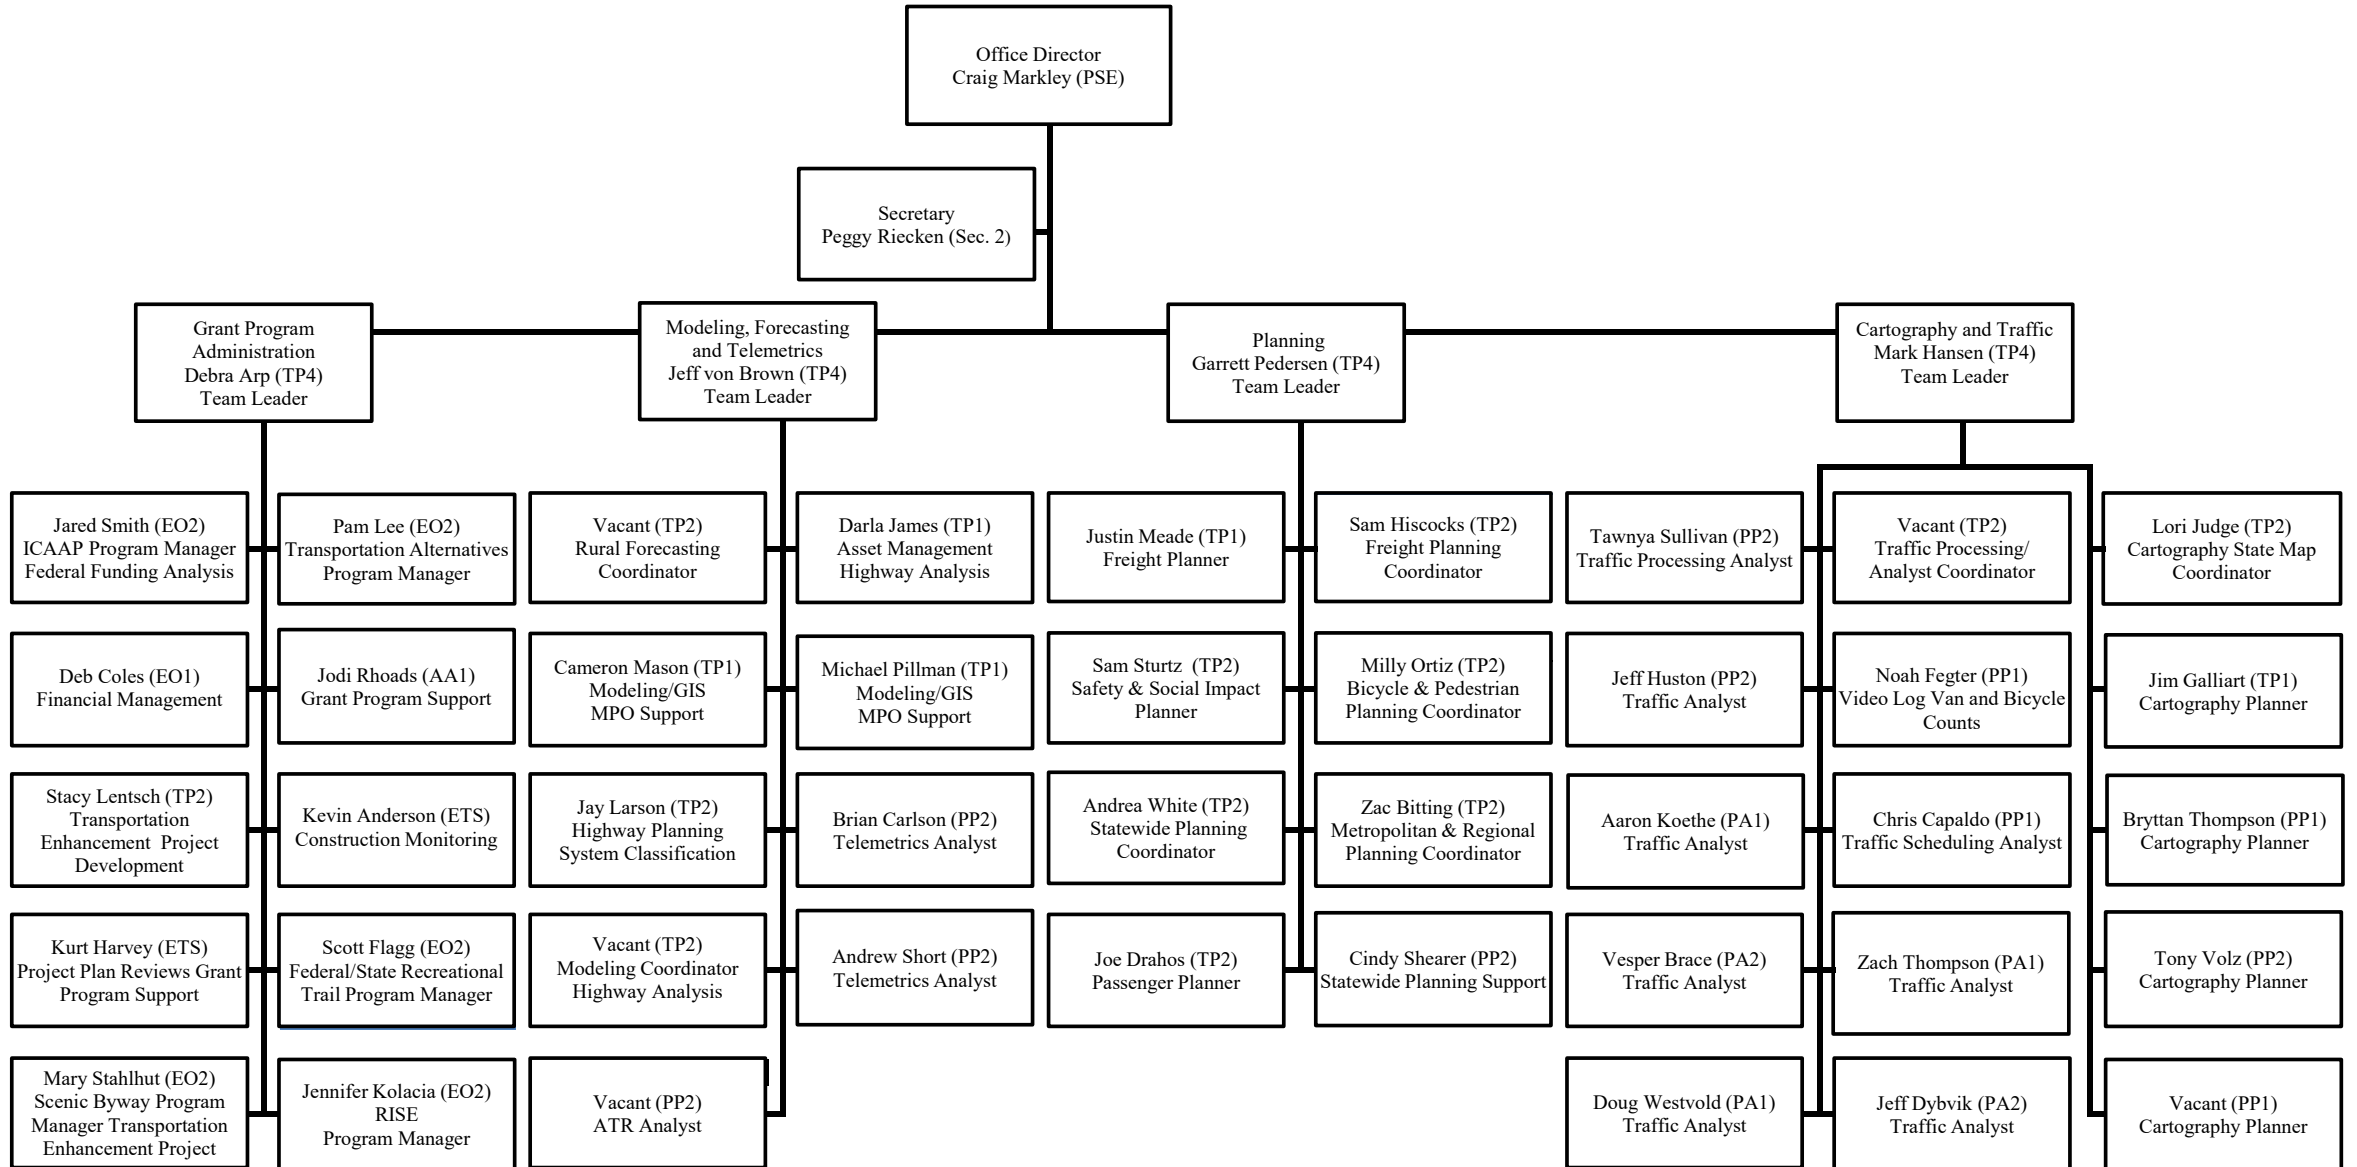 Office Director
Craig Markley (PSE)
Secretary
Peggy Riecken (Sec. 2)
Grant Program
Administration
Debra Arp (TP4)
Team Leader
Modeling, Forecasting
and Telemetrics
Jeff von Brown (TP4)
Team Leader
Planning
Garrett Pedersen (TP4)
Team Leader
Cartography and Traffic
Mark Hansen (TP4)
Team Leader
Jared Smith (EO2)
ICAAP Program Manager
Federal Funding Analysis
Pam Lee (EO2)
Transportation Alternatives
Program Manager
Vacant (TP2)
Rural Forecasting
Coordinator
Darla James (TP1)
Asset Management
Highway Analysis
Justin Meade (TP1)
Freight Planner
Sam Hiscocks (TP2)
Freight Planning
Coordinator
Tawnya Sullivan (PP2)
Traffic Processing Analyst
Vacant (TP2)
Traffic Processing/
Analyst Coordinator
Lori Judge (TP2)
Cartography State Map
Coordinator
Deb Coles (EO1)
Financial Management
Jodi Rhoads (AA1)
Grant Program Support
Cameron Mason (TP1)
Modeling/GIS
MPO Support
Michael Pillman (TP1)
Modeling/GIS
MPO Support
Sam Sturtz  (TP2)
Safety & Social Impact
Planner
Milly Ortiz (TP2)
Bicycle & Pedestrian
Planning Coordinator
Jeff Huston (PP2)
Traffic Analyst
Noah Fegter (PP1)
Video Log Van and Bicycle
Counts
Jim Galliart (TP1)
Cartography Planner
Stacy Lentsch (TP2)
Transportation
Enhancement  Project
Development
Kevin Anderson (ETS)
Construction Monitoring
Jay Larson (TP2)
Highway Planning
System Classification
Brian Carlson (PP2)
Telemetrics Analyst
Andrea White (TP2)
Statewide Planning
Coordinator
Zac Bitting (TP2)
Metropolitan & Regional
Planning Coordinator
Aaron Koethe (PA1)
Traffic Analyst
Chris Capaldo (PP1)
Traffic Scheduling Analyst
Bryttan Thompson (PP1)
Cartography Planner
Kurt Harvey (ETS)
Project Plan Reviews Grant
Program Support
Scott Flagg (EO2)
Federal/State Recreational
Trail Program Manager
Vacant (TP2)
Modeling Coordinator
Highway Analysis
Andrew Short (PP2)
Telemetrics Analyst
Joe Drahos (TP2)
Passenger Planner
Cindy Shearer (PP2)
Statewide Planning Support
Vesper Brace (PA2)
Traffic Analyst
Zach Thompson (PA1)
Traffic Analyst
Tony Volz (PP2)
Cartography Planner
Mary Stahlhut (EO2)
Scenic Byway Program
Manager Transportation
Enhancement Project
Jennifer Kolacia (EO2)
RISE
Program Manager
Vacant (PP2)
ATR Analyst
Doug Westvold (PA1)
Traffic Analyst
Jeff Dybvik (PA2)
Traffic Analyst
Vacant (PP1)
Cartography Planner